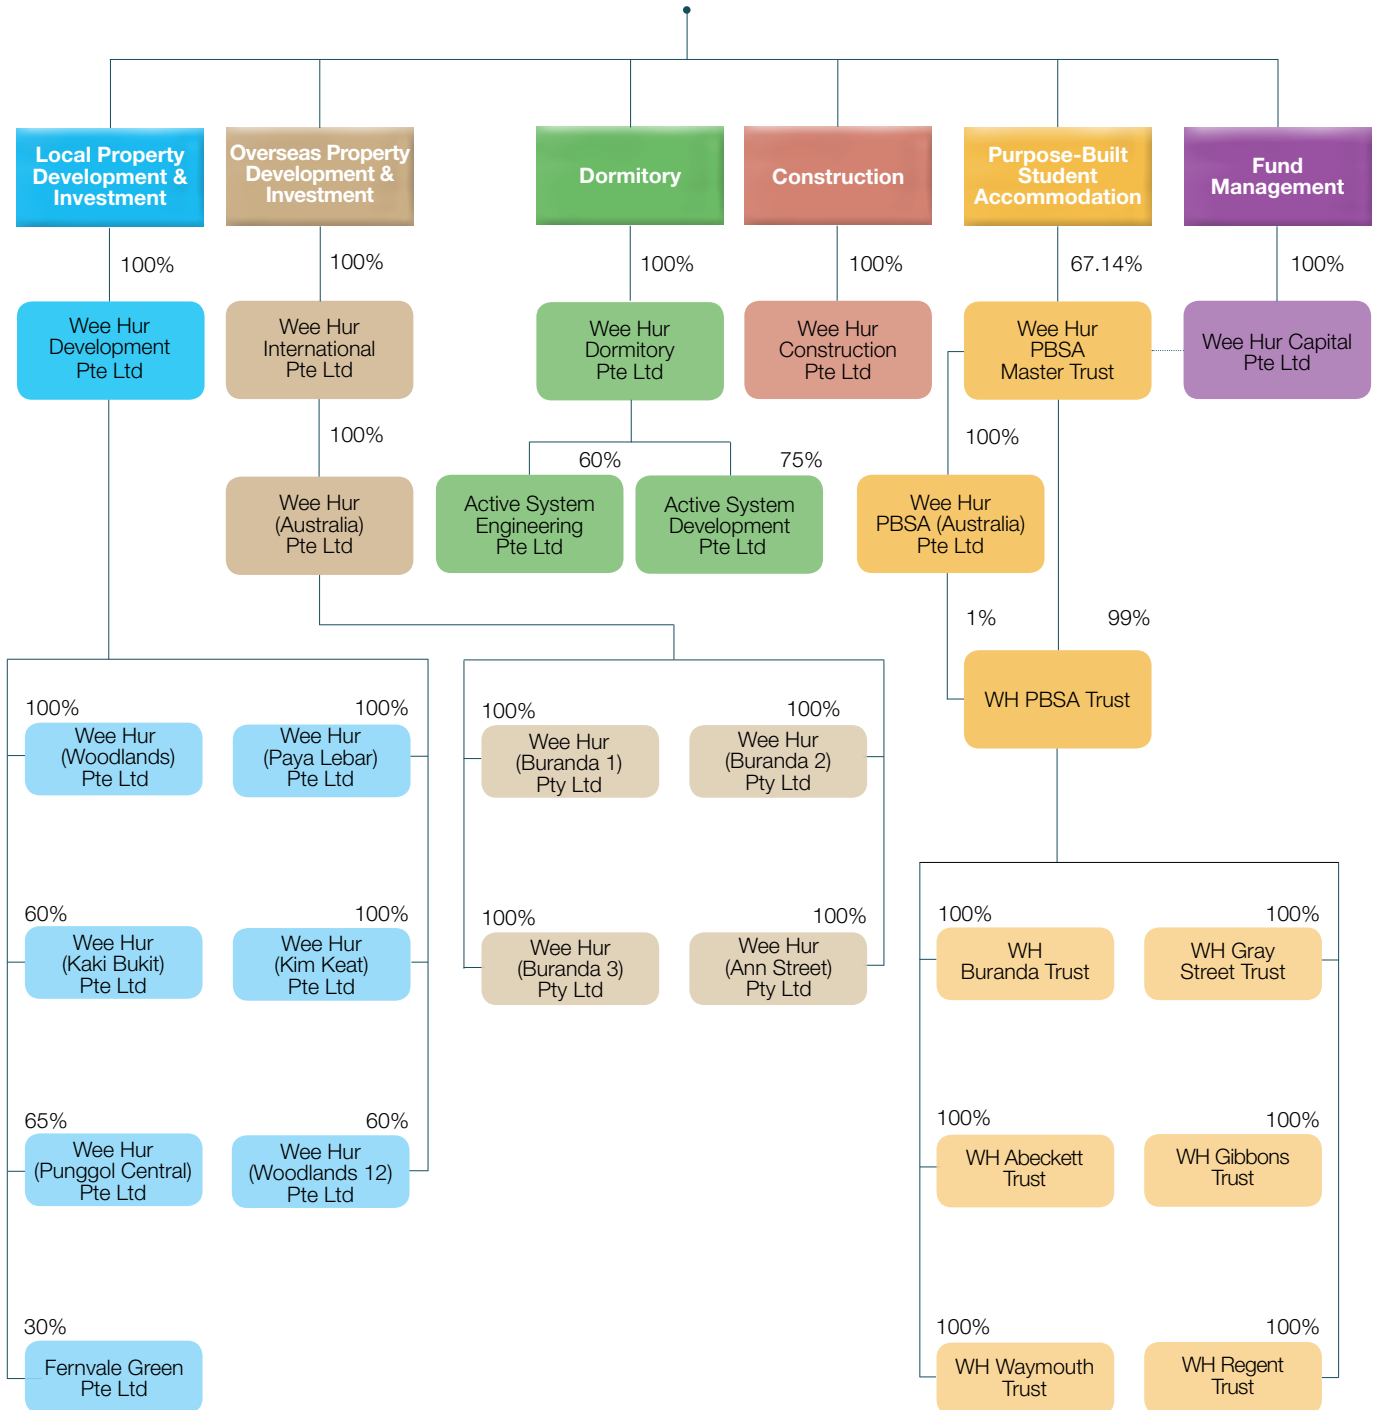 Local Property
Development &
Investment
Overseas Property
Development &
Investment
Dormitory
Construction
Purpose-Built
Student
Accommodation
Fund
Management
100%
100%
100%
100%
67.14%
100%
Wee Hur
Development
Pte Ltd
Wee Hur
International
Pte Ltd
Wee Hur
Dormitory
Pte Ltd
Wee Hur
Construction
Pte Ltd
Wee Hur
PBSA
Master Trust
Wee Hur Capital
Pte Ltd
100%
60%
75%
100%
Wee Hur
(Australia)
Pte Ltd
Active System
Engineering
Pte Ltd
Active System
Development
Pte Ltd
Wee Hur
PBSA (Australia)
Pte Ltd
1%
99%
WH PBSA Trust
100%
Wee Hur
(Woodlands)
Pte Ltd
100%
Wee Hur
(Paya Lebar)
Pte Ltd
100%
Wee Hur
(Buranda 1)
Pty Ltd
100%
Wee Hur
(Buranda 2)
Pty Ltd
60%
Wee Hur
(Kaki Bukit)
Pte Ltd
100%
Wee Hur
(Kim Keat)
Pte Ltd
100%
Wee Hur
(Buranda 3)
Pty Ltd
100%
Wee Hur
(Ann Street)
Pty Ltd
100%
WH
Buranda Trust
100%
WH Gray
Street Trust
65%
Wee Hur
(Punggol Central)
Pte Ltd
60%
Wee Hur
(Woodlands 12)
Pte Ltd
100%
WH Abeckett
Trust
100%
WH Gibbons
Trust
30%
Fernvale Green
Pte Ltd
100%
WH Waymouth
Trust
100%
WH Regent
Trust